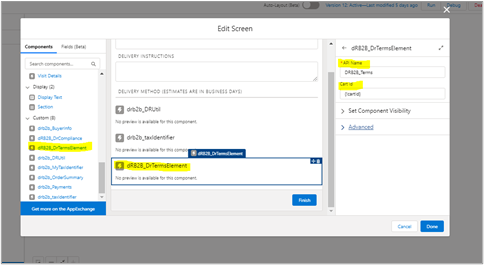 Auto-Layout (Beta)
Version 12: Active—Last modified 5 days ago
Run
Debug
Edit Screen
Components
Fields (Beta)
Search components...
Visit Details
Display (2)
Display Text
Section
Custom (8)
drb2b_BuyerInfo
dRB2B_DrCompliance
dRB2B_DrTermsElement
drb2b_DRUtil
drb2b_MyTaxIdentifier
drb2b_OrderSummary
drb2b_Payments
drb2b_taxIdentifier
Get more on the AppExchange
DELIVERY INSTRUCTIONS
DELIVERY METHOD (ESTIMATES ARE IN BUSINESS DAYS)
drb2b_DRUtil
No preview is available for this component.
drb2b_taxIdentifier
No preview is available for this component.
dRB2B_DrTermsElement
dRB2B_DrTermsElement
No preview is available for this component.
Finish
dRB2B_DrTermsElement
* API Name
DRB2B_Terms
Cart Id
{!cartId}
Set Component Visibility
Advanced
Cancel
Done